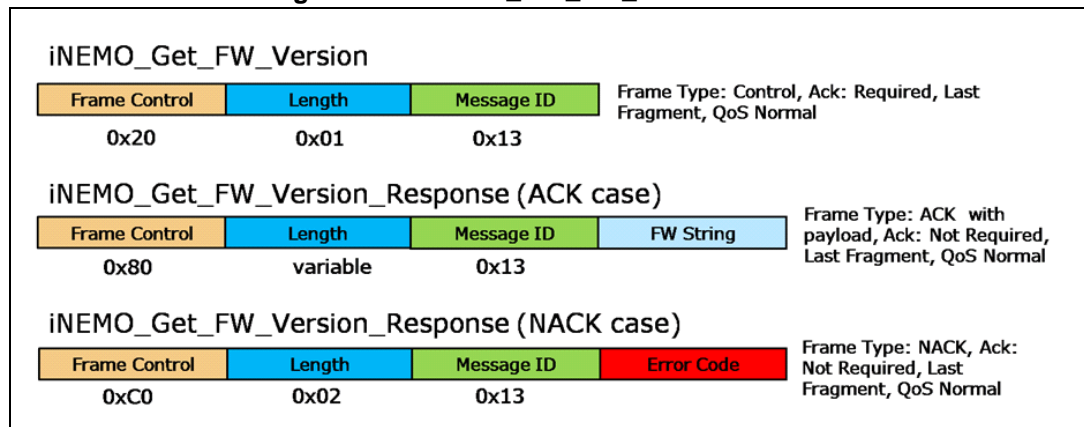 iNEMO_Get_FW_Version
Frame Control Length Message ID
0x20 0x01 0x13
Frame Type: Control, Ack: Required, Last
Fragment, QoS Normal
iNEMO_Get_FW_Version_Response (ACK case)
Frame Control Length Message ID FW String
0x80 variable 0x13
Frame Type: ACK with
payload, Ack: Not Required,
Last Fragment, QoS Normal
iNEMO_Get_FW_Version_Response (NACK case)
Frame Control Length Message ID Error Code
0xC0 0x02 0x13
Frame Type: NACK, Ack:
Not Required, Last
Fragment, QoS Normal